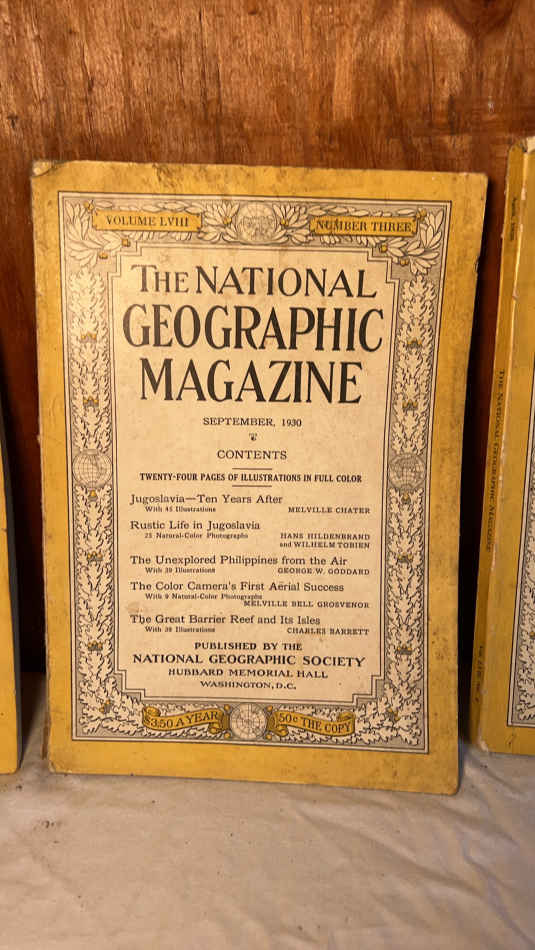 VOLUME LVIII
NUMBER THREE
THE NATIONAL
GEOGRAPHIC
MAGAZINE
SEPTEMBER, 1930
CONTENTS
TWENTY-FOUR PAGES OF ILLUSTRATIONS IN FULL COLOR
Jugoslavia—Ten Years After
With 45 Illustrations MELVILLE CHATER
Rustic Life in Jugoslavia
25 Natural-Color Photographs HANS HILDENBRAND
and WILHELM TOBIEN
The Unexplored Philippines from the Air
With 39 Illustrations GEORGE W. GODDARD
The Color Camera's First Aërial Success
With 9 Natural-Color Photographs
MELVILLE BELL GROSVENOR
The Great Barrier Reef and Its Isles
With 39 Illustrations CHARLES BARRETT
PUBLISHED BY THE
NATIONAL GEOGRAPHIC SOCIETY
HUBBARD MEMORIAL HALL
WASHINGTON, D.C.
$3.50 A YEAR
50¢ THE COPY
THE NATIONAL GEOGRAPHIC MAGAZINE